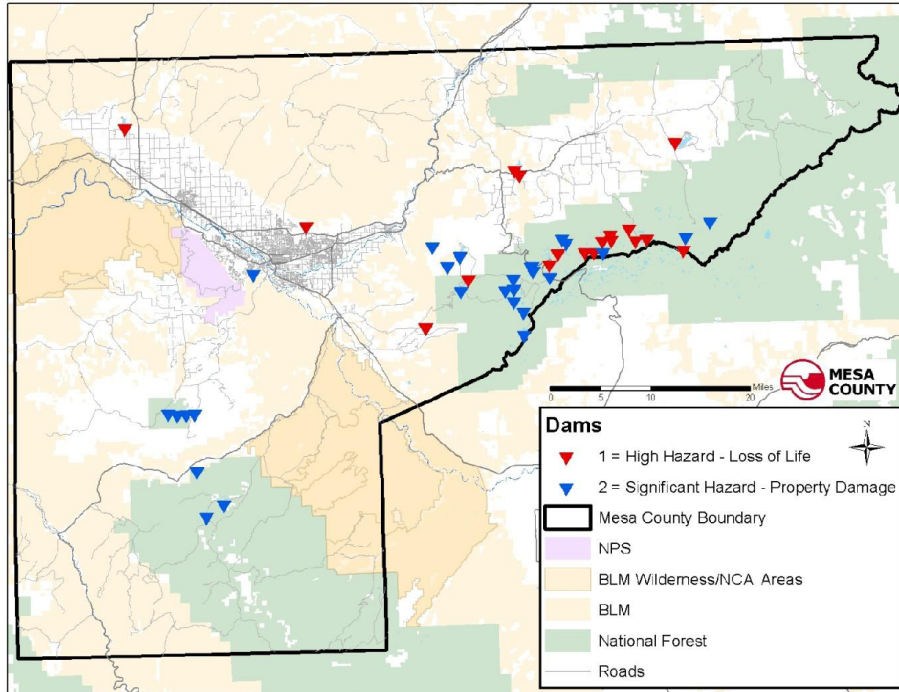 0 5 10 20 Miles
MESA
COUNTY
N
Dams
1 = High Hazard - Loss of Life
2 = Significant Hazard - Property Damage
Mesa County Boundary
NPS
BLM Wilderness/NCA Areas
BLM
National Forest
Roads